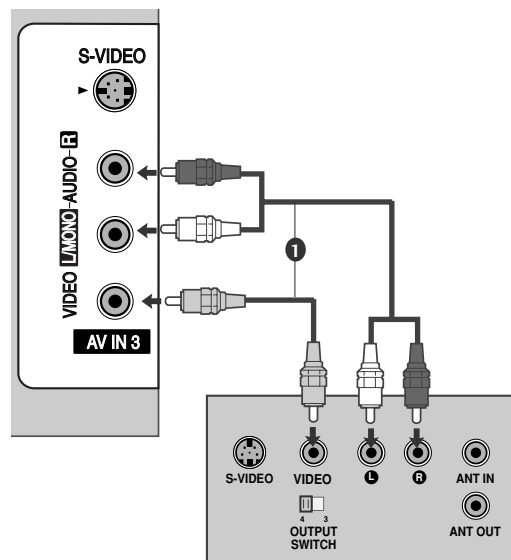 S-VIDEO
VIDEO L/MONO-AUDIO-R
AV IN 3
1
S-VIDEO VIDEO L R ANT IN
4 3
OUTPUT
SWITCH
ANT OUT